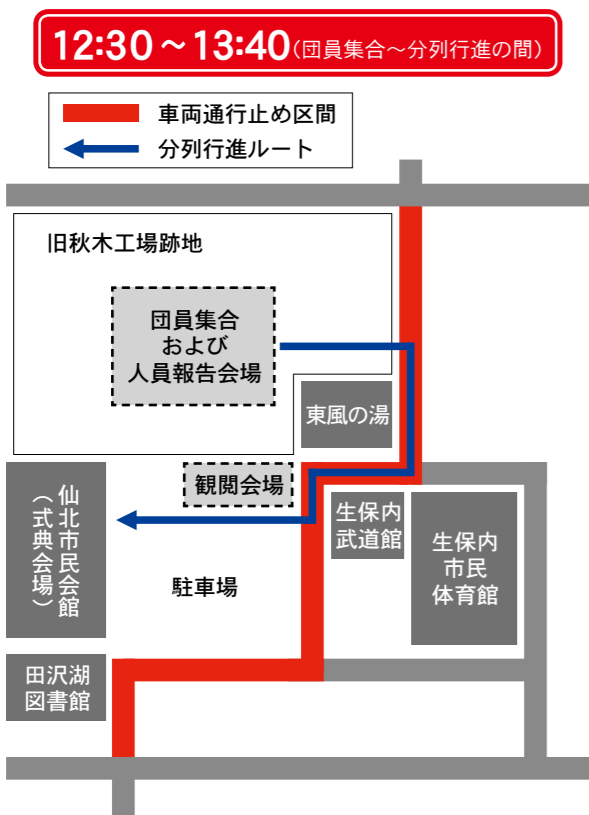 12:30～13:40(団員集合～分列行進の間)
車両通行止め区間
分列行進ルート
旧秋木工場跡地
団員集合
および
人員報告会場
東風の湯
観閲会場
仙北市民会館
（式典会場）
生保内
武道館
生保内
市民
体育館
駐車場
田沢湖
図書館